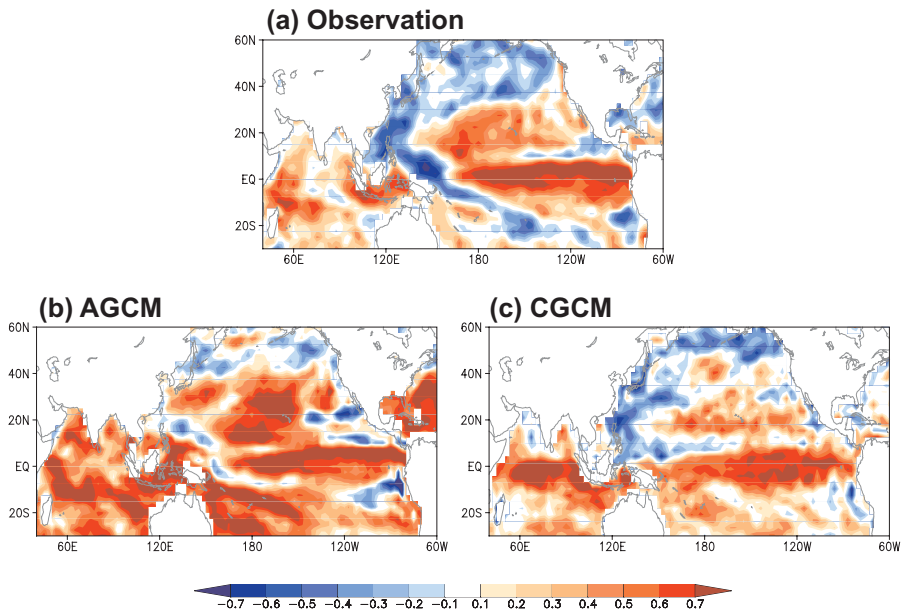 (a) Observation
60N
40N
20N
EQ
20S
60E 120E 180 120W 60W
(b) AGCM
60N
40N
20N
EQ
20S
60E 120E 180 120W 60W
(c) CGCM
60N
40N
20N
EQ
20S
60E 120E 180 120W 60W
−0.7 −0.6 −0.5 −0.4 −0.3 −0.2 −0.1 0.1 0.2 0.3 0.4 0.5 0.6 0.7